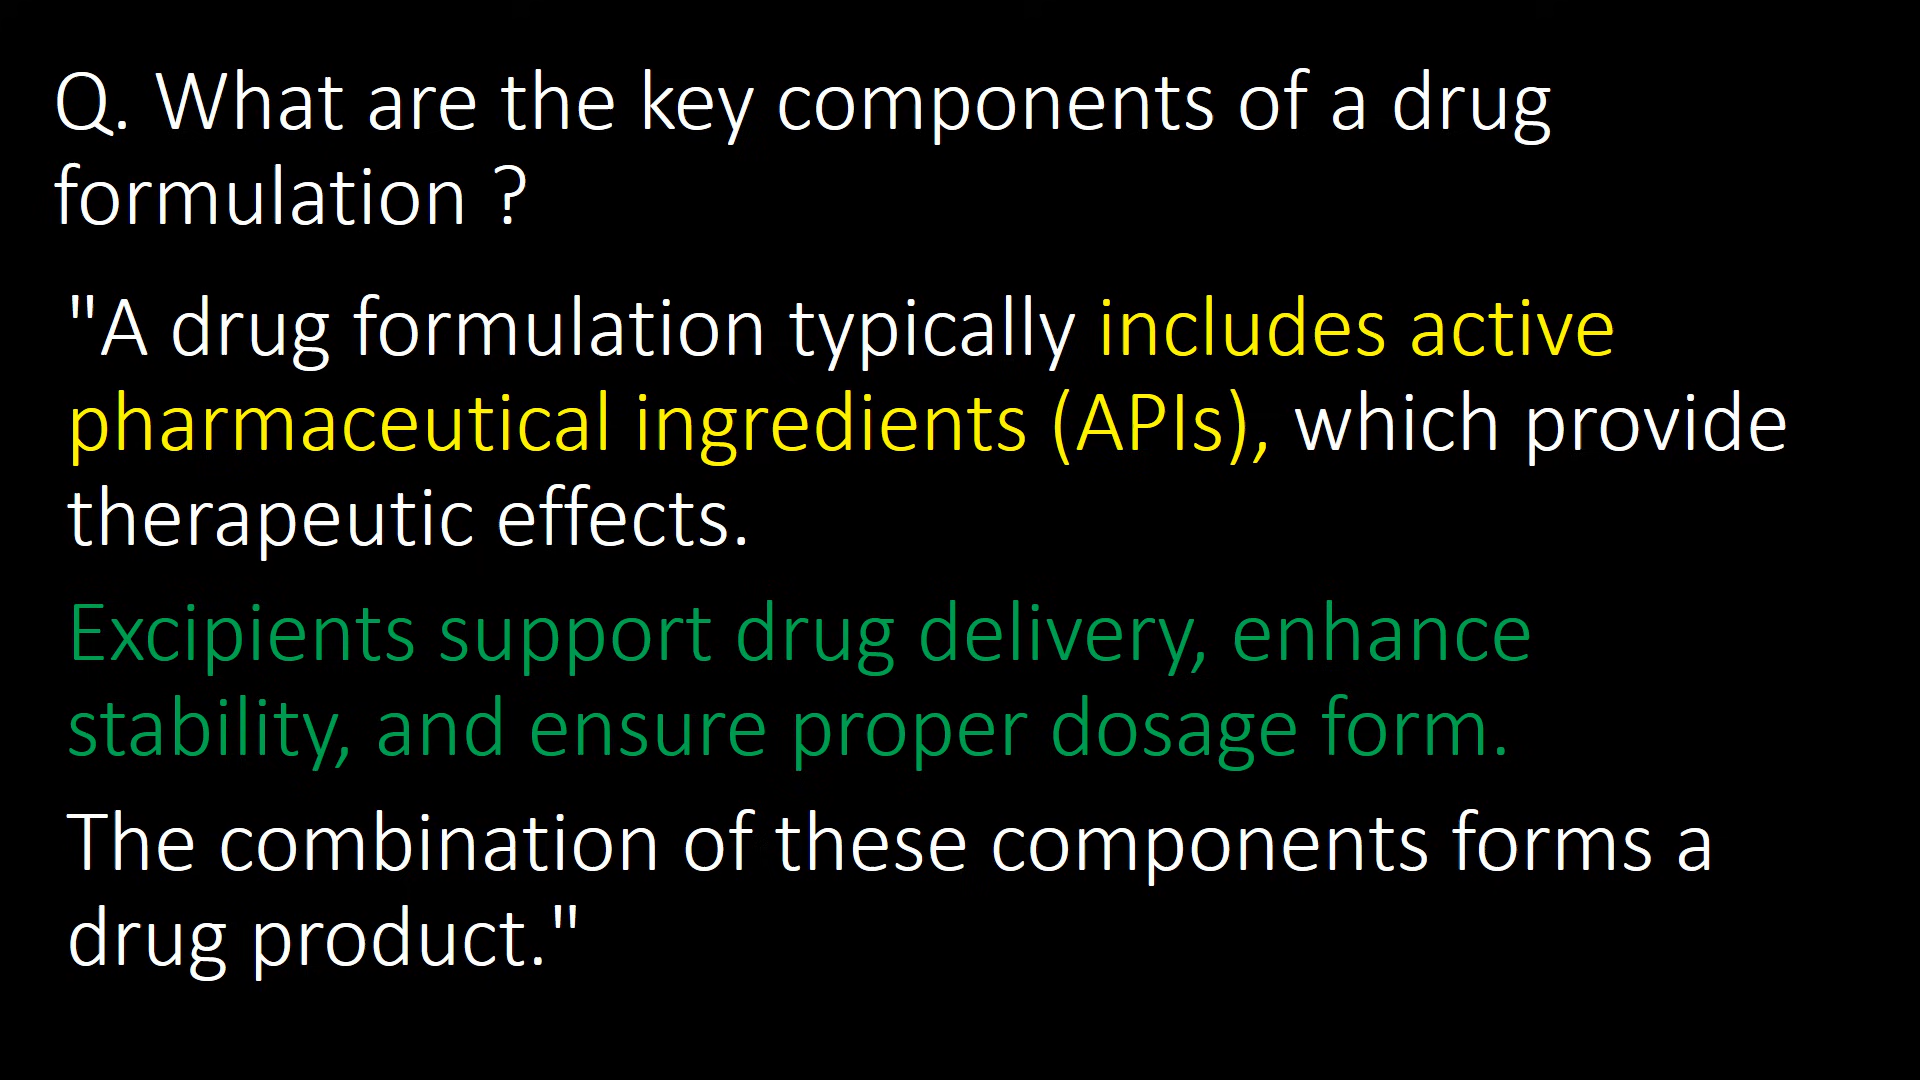 Q. What are the key components of a drug
formulation ?
"A drug formulation typically includes active
pharmaceutical ingredients (APIs), which provide
therapeutic effects.
Excipients support drug delivery, enhance
stability, and ensure proper dosage form.
The combination of these components forms a
drug product."